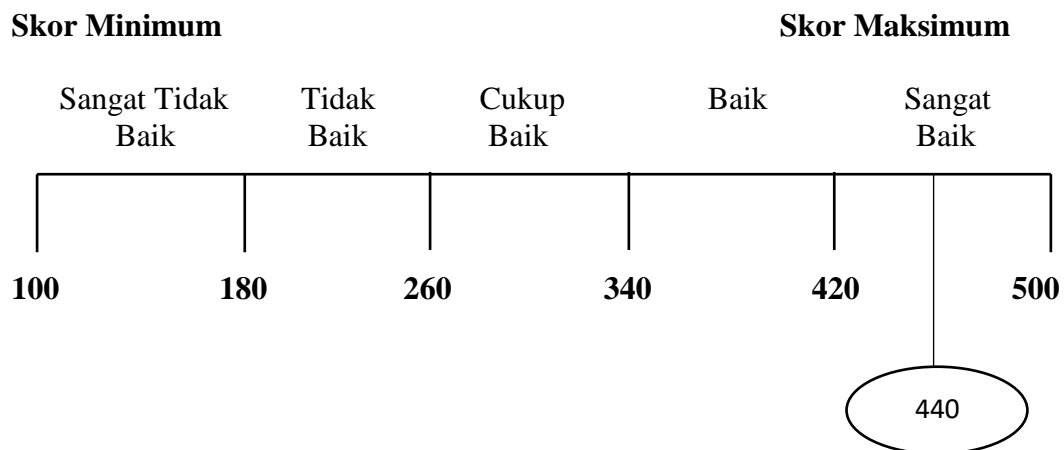 Skor Minimum Skor Maksimum
Sangat Tidak Tidak Cukup Baik Sangat
Baik Baik Baik Baik
100 180 260 340 420 500
440